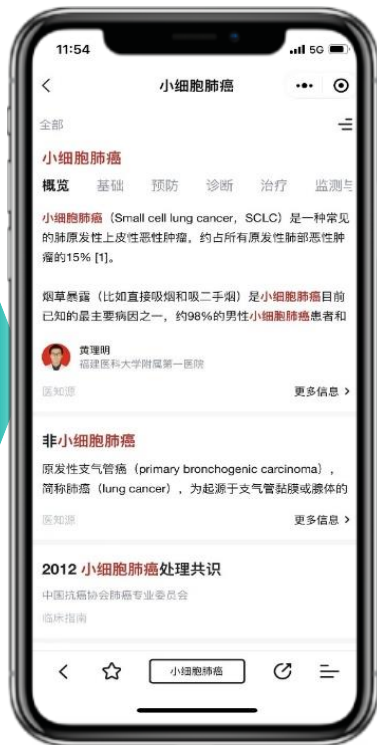 11:54
5G
小细胞肺癌
全部
小细胞肺癌
概览 基础 预防 诊断 治疗 监测与
小细胞肺癌（Small cell lung cancer，SCLC）是一种常见
的肺原发性上皮性恶性肿瘤，约占所有原发性肺部恶性肿
瘤的15% [1]。
烟草暴露（比如直接吸烟和吸二手烟）是小细胞肺癌目前
已知的最主要病因之一，约98%的男性小细胞肺癌患者和
黄理明
福建医科大学附属第一医院
医知源 更多信息 >
非小细胞肺癌
原发性支气管癌（primary bronchogenic carcinoma），
简称肺癌（lung cancer），为起源于支气管黏膜或腺体的
医知源 更多信息 >
2012 小细胞肺癌处理共识
中国抗癌协会肺癌专业委员会
临床指南
小细胞肺癌